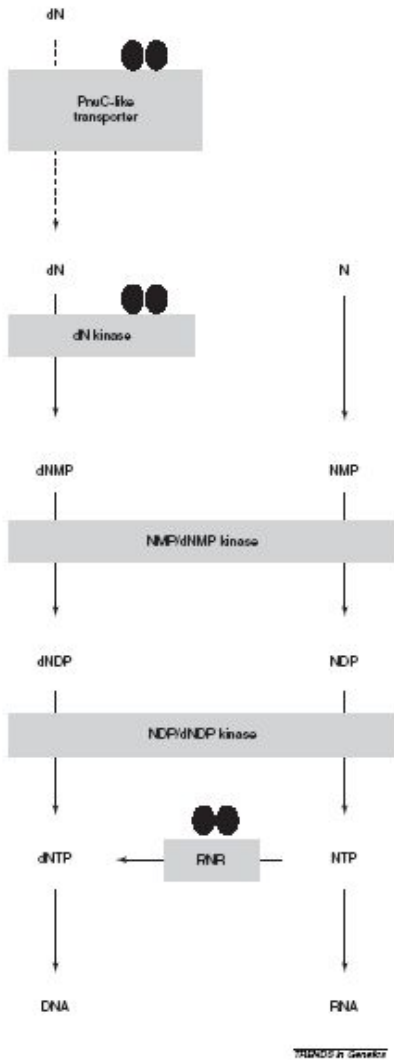 dN
PnuC-like
transporter
dN N
dN kinase
dNMP NMP
NMP/dNMP kinase
dNDP NDP
NDP/dNDP kinase
dNTP RNR NTP
DNA RNA
TRENDS in Genetics